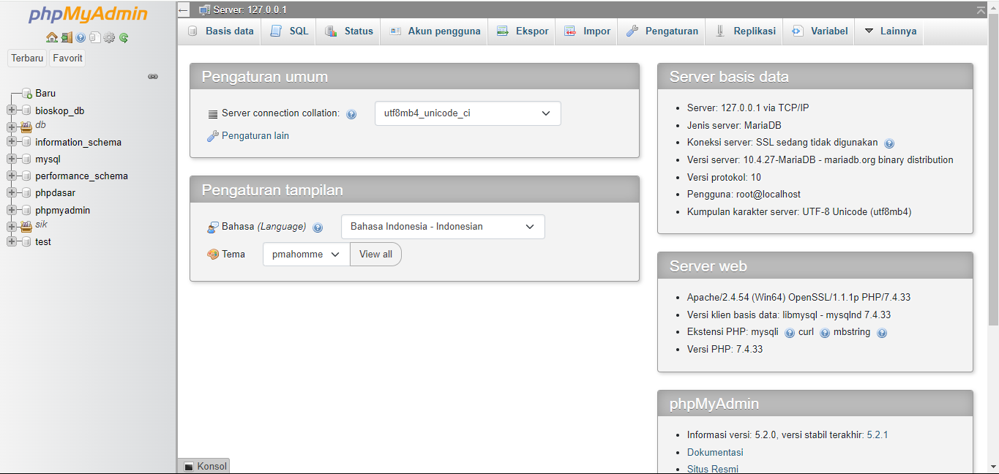 phpMyAdmin
Terbaru Favorit
Baru
bioskop_db
db
information_schema
mysql
performance_schema
phpdasar
phpmyadmin
sik
test
Server: 127.0.0.1
Basis data SQL Status Akun pengguna Ekspor Impor Pengaturan Replikasi Variabel Lainnya
Pengaturan umum
Server connection collation: utf8mb4_unicode_ci
Pengaturan lain
Pengaturan tampilan
Bahasa (Language) Bahasa Indonesia - Indonesian
Tema pmahomme View all
Server basis data
Server: 127.0.0.1 via TCP/IP
Jenis server: MariaDB
Koneksi server: SSL sedang tidak digunakan
Versi server: 10.4.27-MariaDB - mariadb.org binary distribution
Versi protokol: 10
Pengguna: root@localhost
Kumpulan karakter server: UTF-8 Unicode (utf8mb4)
Server web
Apache/2.4.54 (Win64) OpenSSL/1.1.1p PHP/7.4.33
Versi klien basis data: libmysql - mysqlnd 7.4.33
Ekstensi PHP: mysqli curl mbstring
Versi PHP: 7.4.33
phpMyAdmin
Informasi versi: 5.2.0, versi stabil terakhir: 5.2.1
Dokumentasi
Situs Resmi
Konsol